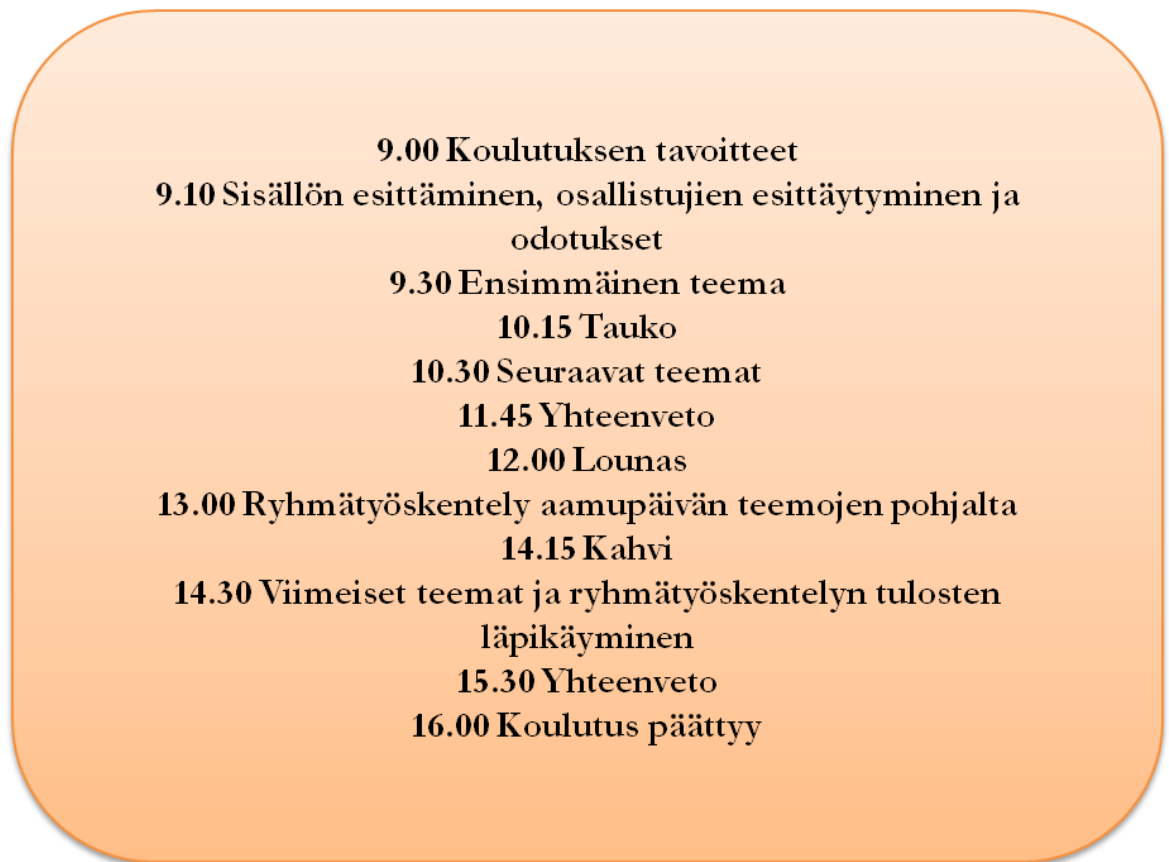 9.00 Koulutuksen tavoitteet
9.10 Sisällön esittäminen, osallistujien esittäytyminen ja
odotukset
9.30 Ensimmäinen teema
10.15 Tauko
10.30 Seuraavat teemat
11.45 Yhteenveto
12.00 Lounas
13.00 Ryhmätyöskentely aamupäivän teemojen pohjalta
14.15 Kahvi
14.30 Viimeiset teemat ja ryhmätyöskentelyn tulosten
läpikäyminen
15.30 Yhteenveto
16.00 Koulutus päättyy